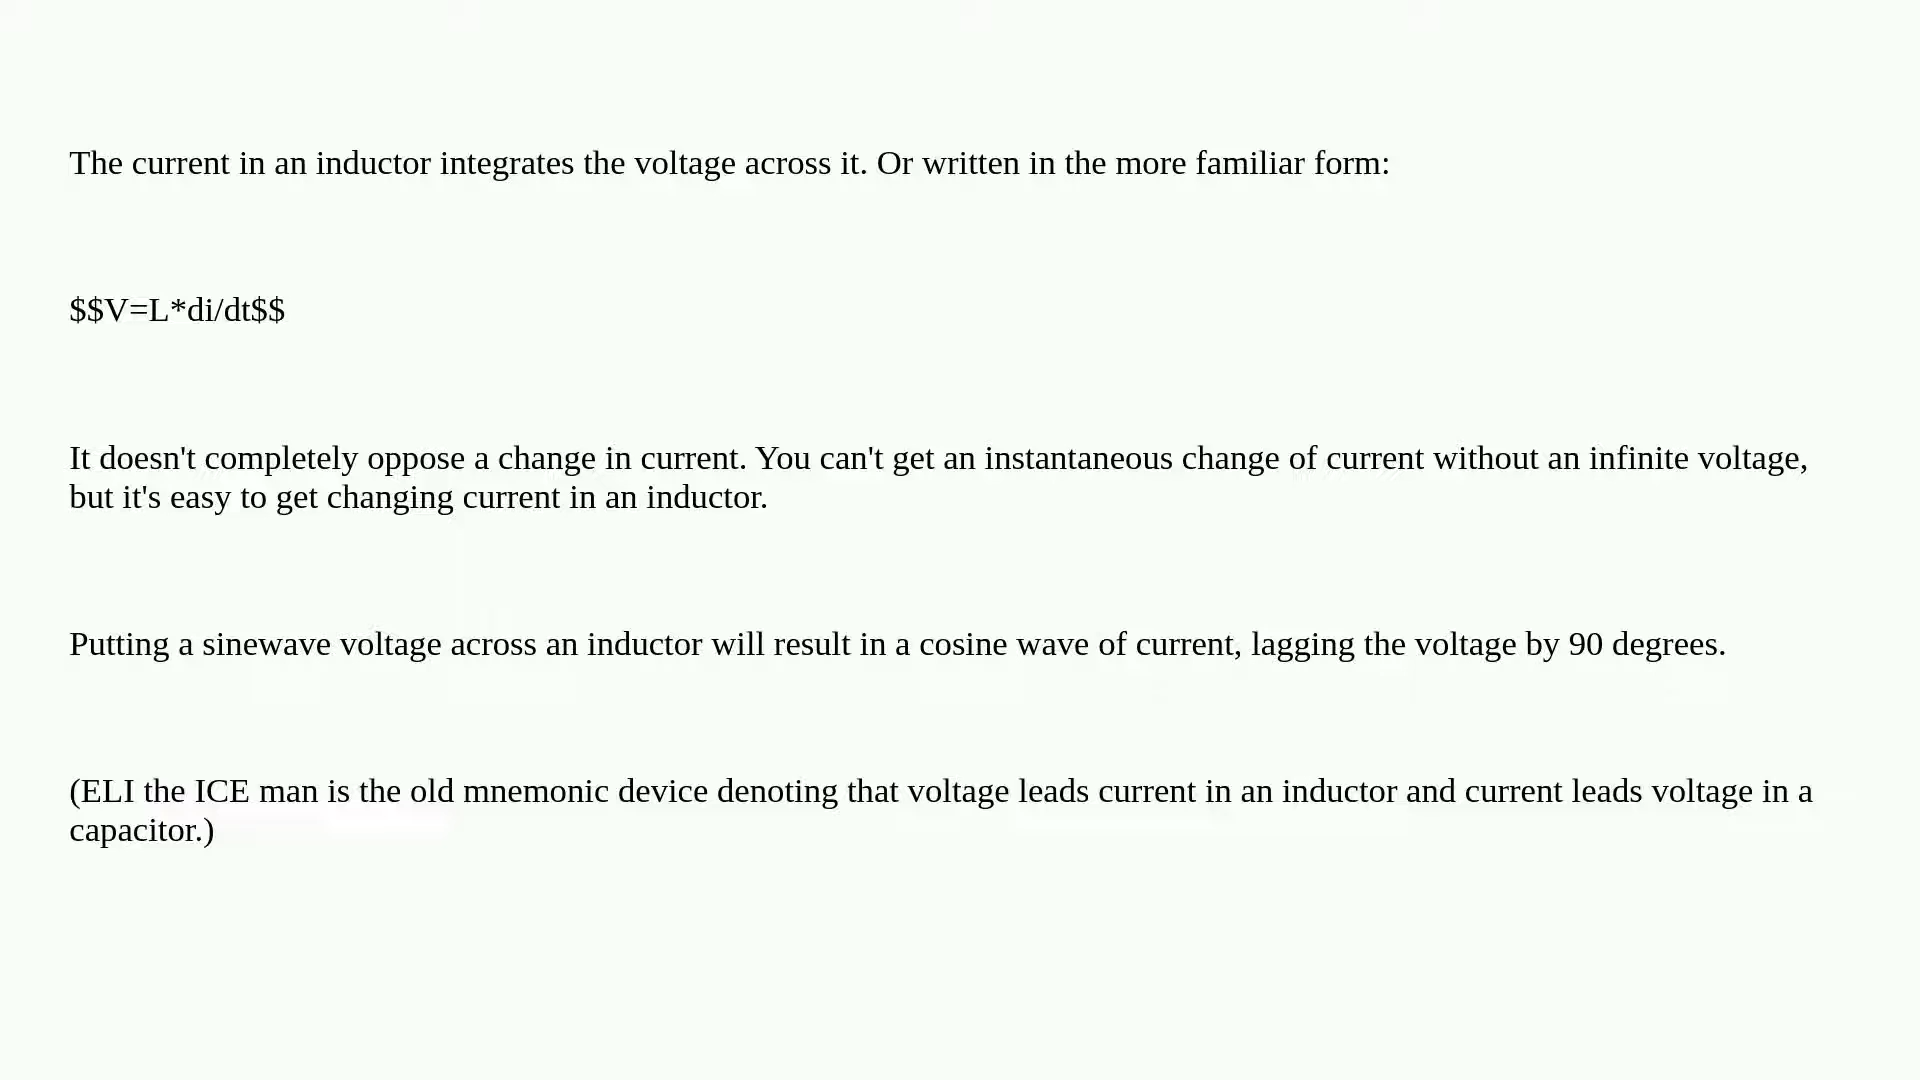 The current in an inductor integrates the voltage across it. Or written in the more familiar form:
$$V=L*di/dt$$
It doesn't completely oppose a change in current. You can't get an instantaneous change of current without an infinite voltage,
but it's easy to get changing current in an inductor.
Putting a sinewave voltage across an inductor will result in a cosine wave of current, lagging the voltage by 90 degrees.
(ELI the ICE man is the old mnemonic device denoting that voltage leads current in an inductor and current leads voltage in a
capacitor.)